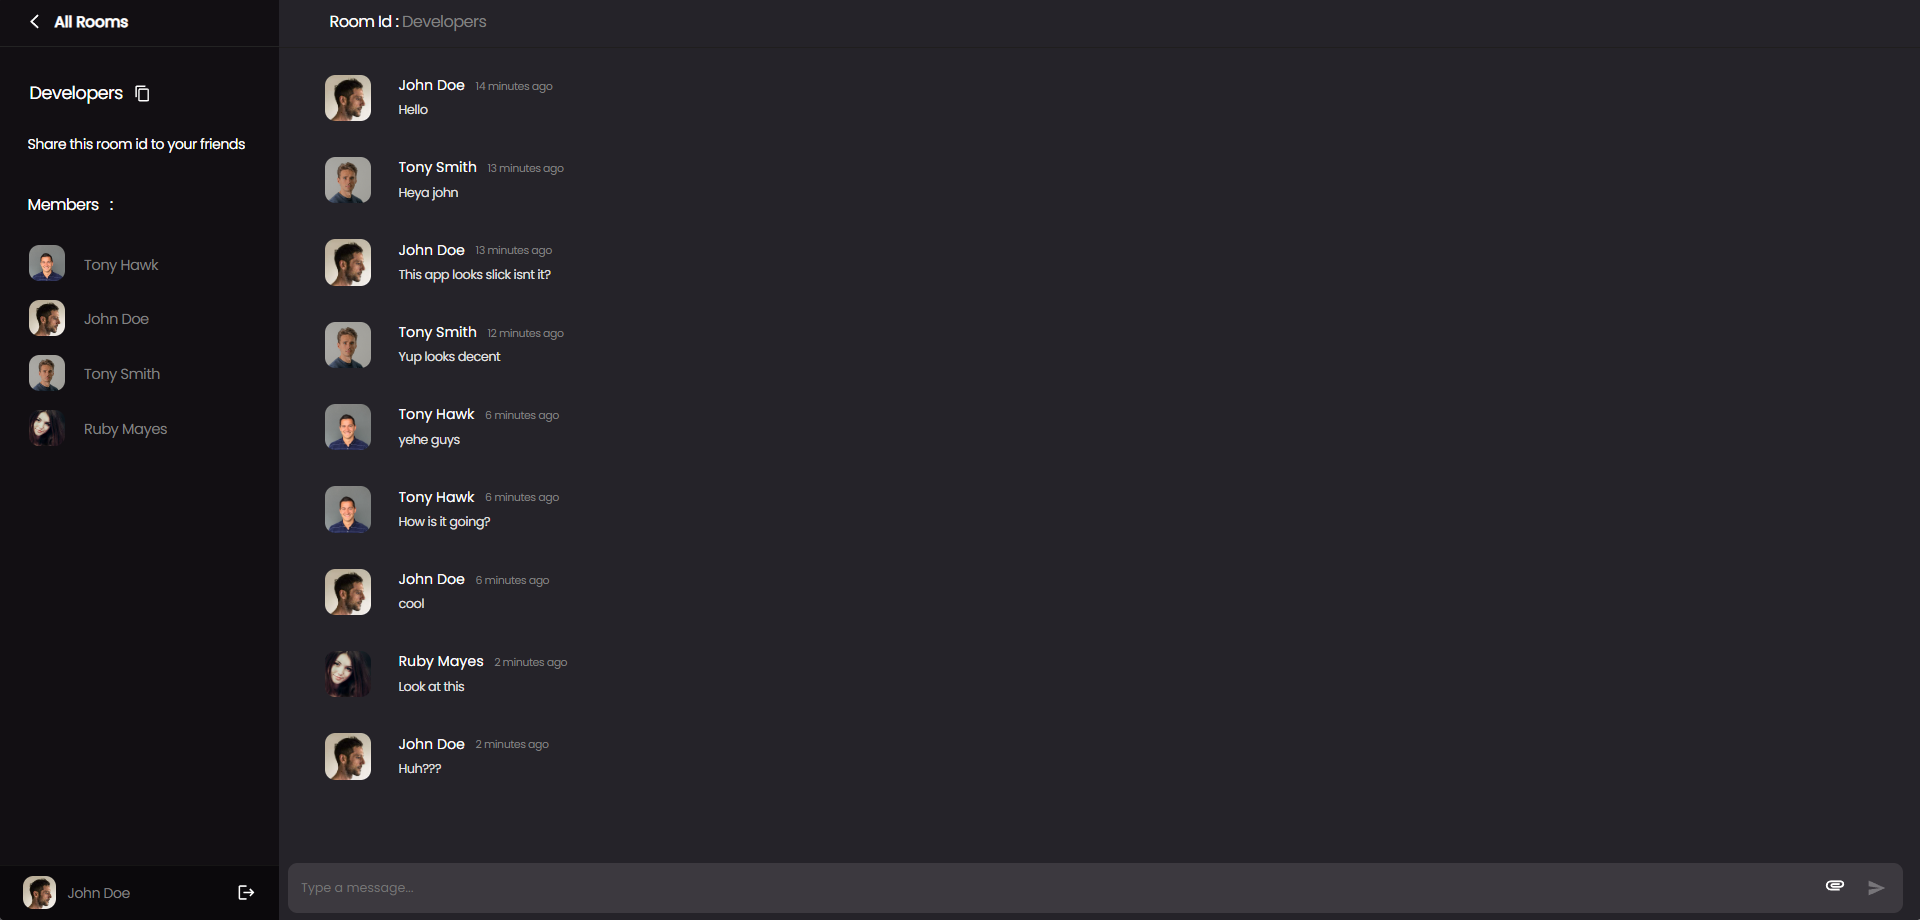 All Rooms
Developers
Share this room id to your friends
Members :
Tony Hawk
John Doe
Tony Smith
Ruby Mayes
John Doe
Room Id : Developers
John Doe 14 minutes ago
Hello
Tony Smith 13 minutes ago
Heya john
John Doe 13 minutes ago
This app looks slick isnt it?
Tony Smith 12 minutes ago
Yup looks decent
Tony Hawk 6 minutes ago
yehe guys
Tony Hawk 6 minutes ago
How is it going?
John Doe 6 minutes ago
cool
Ruby Mayes 2 minutes ago
Look at this
John Doe 2 minutes ago
Huh???
Type a message...